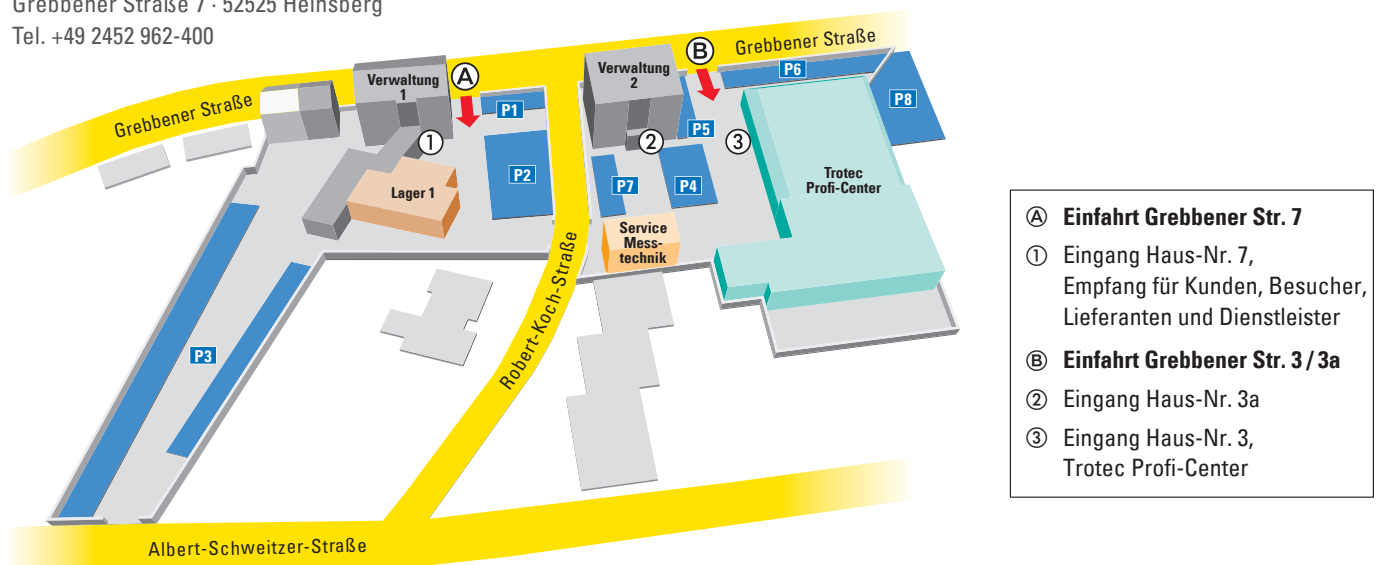 Grebbener Straße 7 · 52525 Heinsberg
Tel. +49 2452 962-400
Grebbener Straße
Verwaltung
1
A
P1
P2
1
Lager 1
P3
Verwaltung
2
B
Grebbener Straße
P6
P8
P5
2
3
P7
P4
Trotec
Profi-Center
Service
Mess-
technik
Robert-Koch-Straße
Albert-Schweitzer-Straße
Ⓐ Einfahrt Grebbener Str. 7
① Eingang Haus-Nr. 7,
Empfang für Kunden, Besucher,
Lieferanten und Dienstleister
Ⓑ Einfahrt Grebbener Str. 3 / 3a
② Eingang Haus-Nr. 3a
③ Eingang Haus-Nr. 3,
Trotec Profi-Center